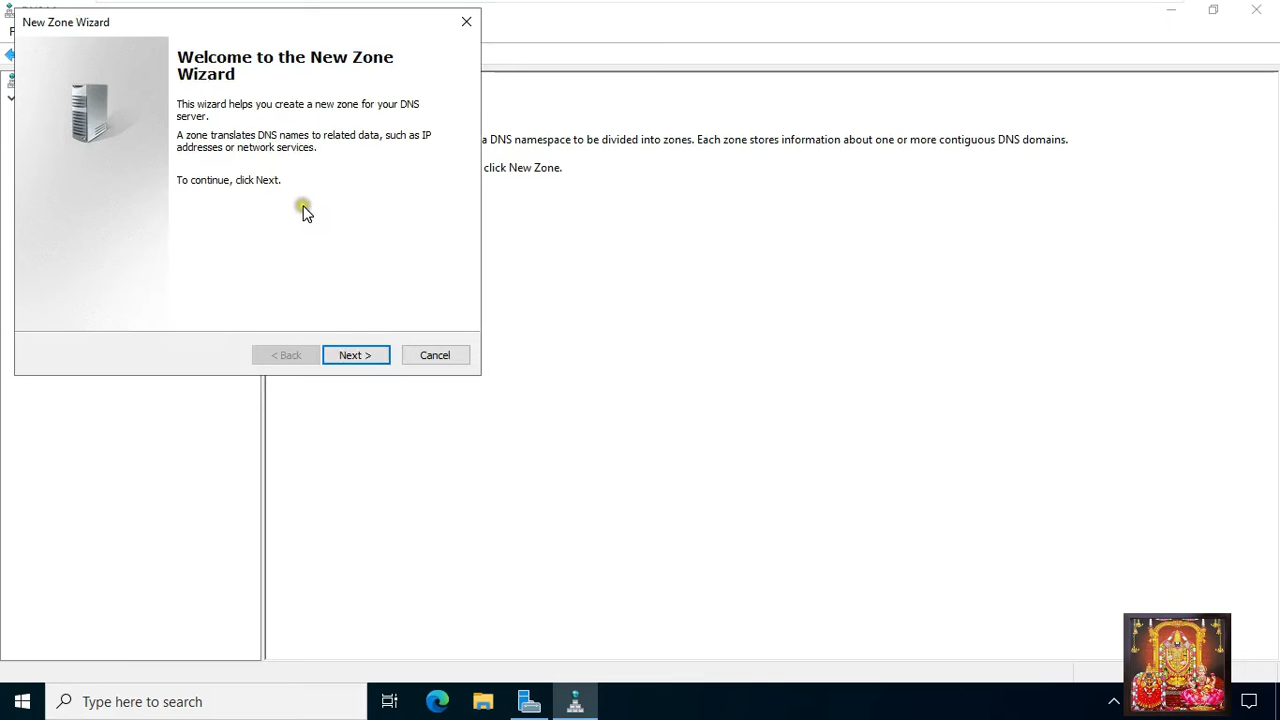 New Zone Wizard
Welcome to the New Zone
Wizard
This wizard helps you create a new zone for your DNS
server.
A zone translates DNS names to related data, such as IP
addresses or network services.
To continue, click Next.
< Back
Next >
Cancel
a DNS namespace to be divided into zones. Each zone stores information about one or more contiguous DNS domains.
click New Zone.
Type here to search